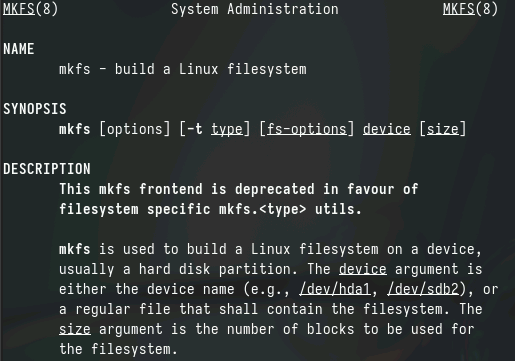 MKFS(8) System Administration MKFS(8)
NAME
mkfs - build a Linux filesystem
SYNOPSIS
mkfs [options] [-t type] [fs-options] device [size]
DESCRIPTION
This mkfs frontend is deprecated in favour of
filesystem specific mkfs.<type> utils.
mkfs is used to build a Linux filesystem on a device,
usually a hard disk partition. The device argument is
either the device name (e.g., /dev/hda1, /dev/sdb2), or
a regular file that shall contain the filesystem. The
size argument is the number of blocks to be used for
the filesystem.